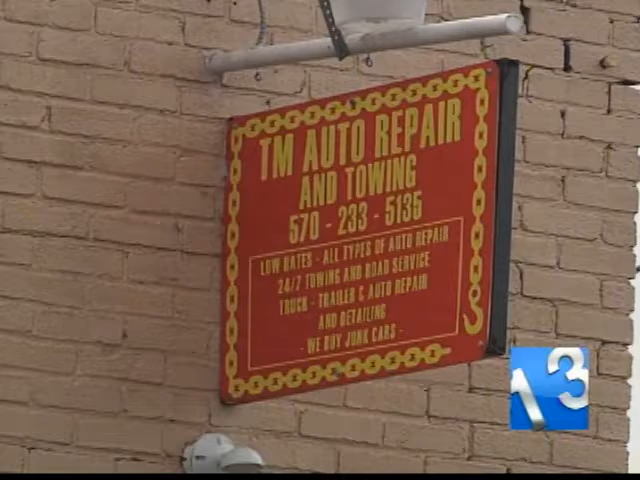 TM AUTO REPAIR
AND TOWING
570 - 233 - 5135
LOW RATES - ALL TYPES OF AUTO REPAIR
24/7 TOWING AND ROAD SERVICE
TRUCK - TRAILER & AUTO REPAIR
AND DETAILING
- WE BUY JUNK CARS -
13